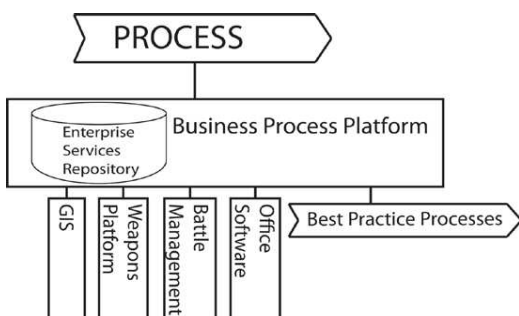 PROCESS
Enterprise
Services
Repository
Business Process Platform
GIS
Weapons
Platform
Battle
Management
Office
Software
Best Practice Processes